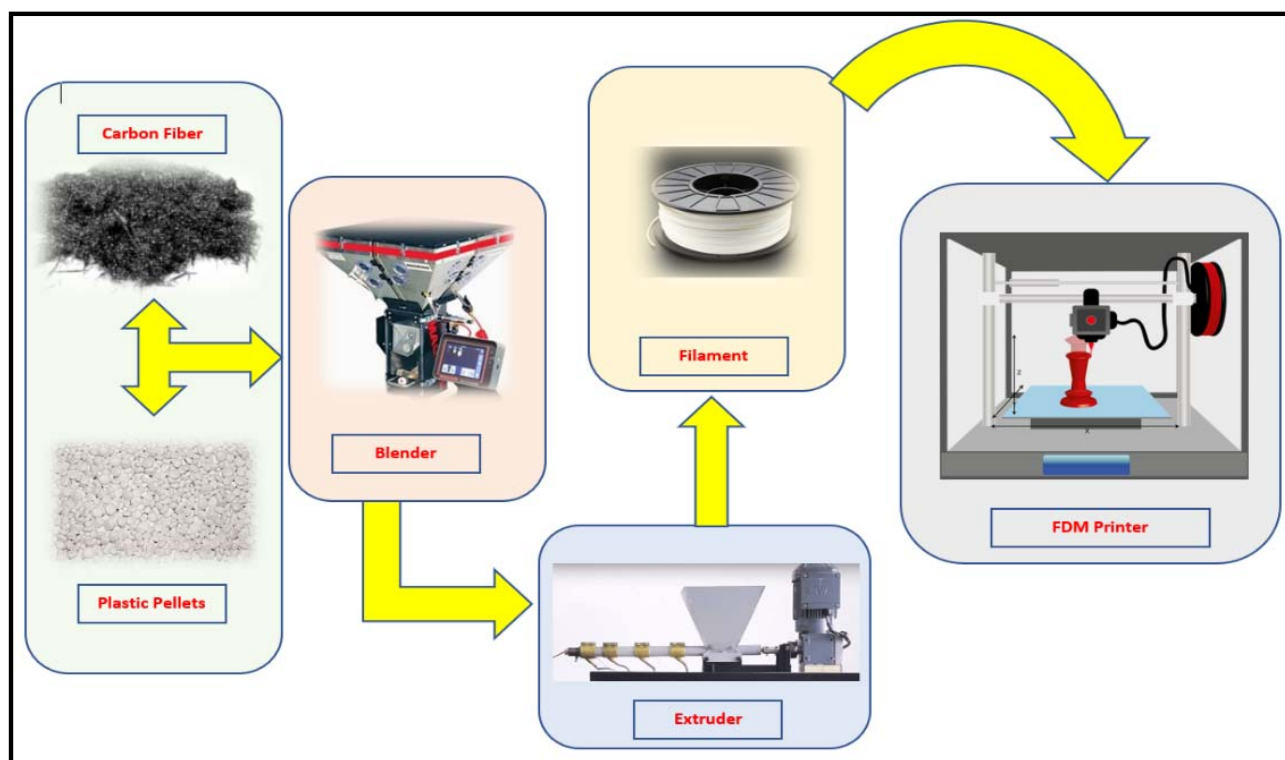 Carbon Fiber
Plastic Pellets
Blender
Extruder
Filament
FDM Printer
Z
X